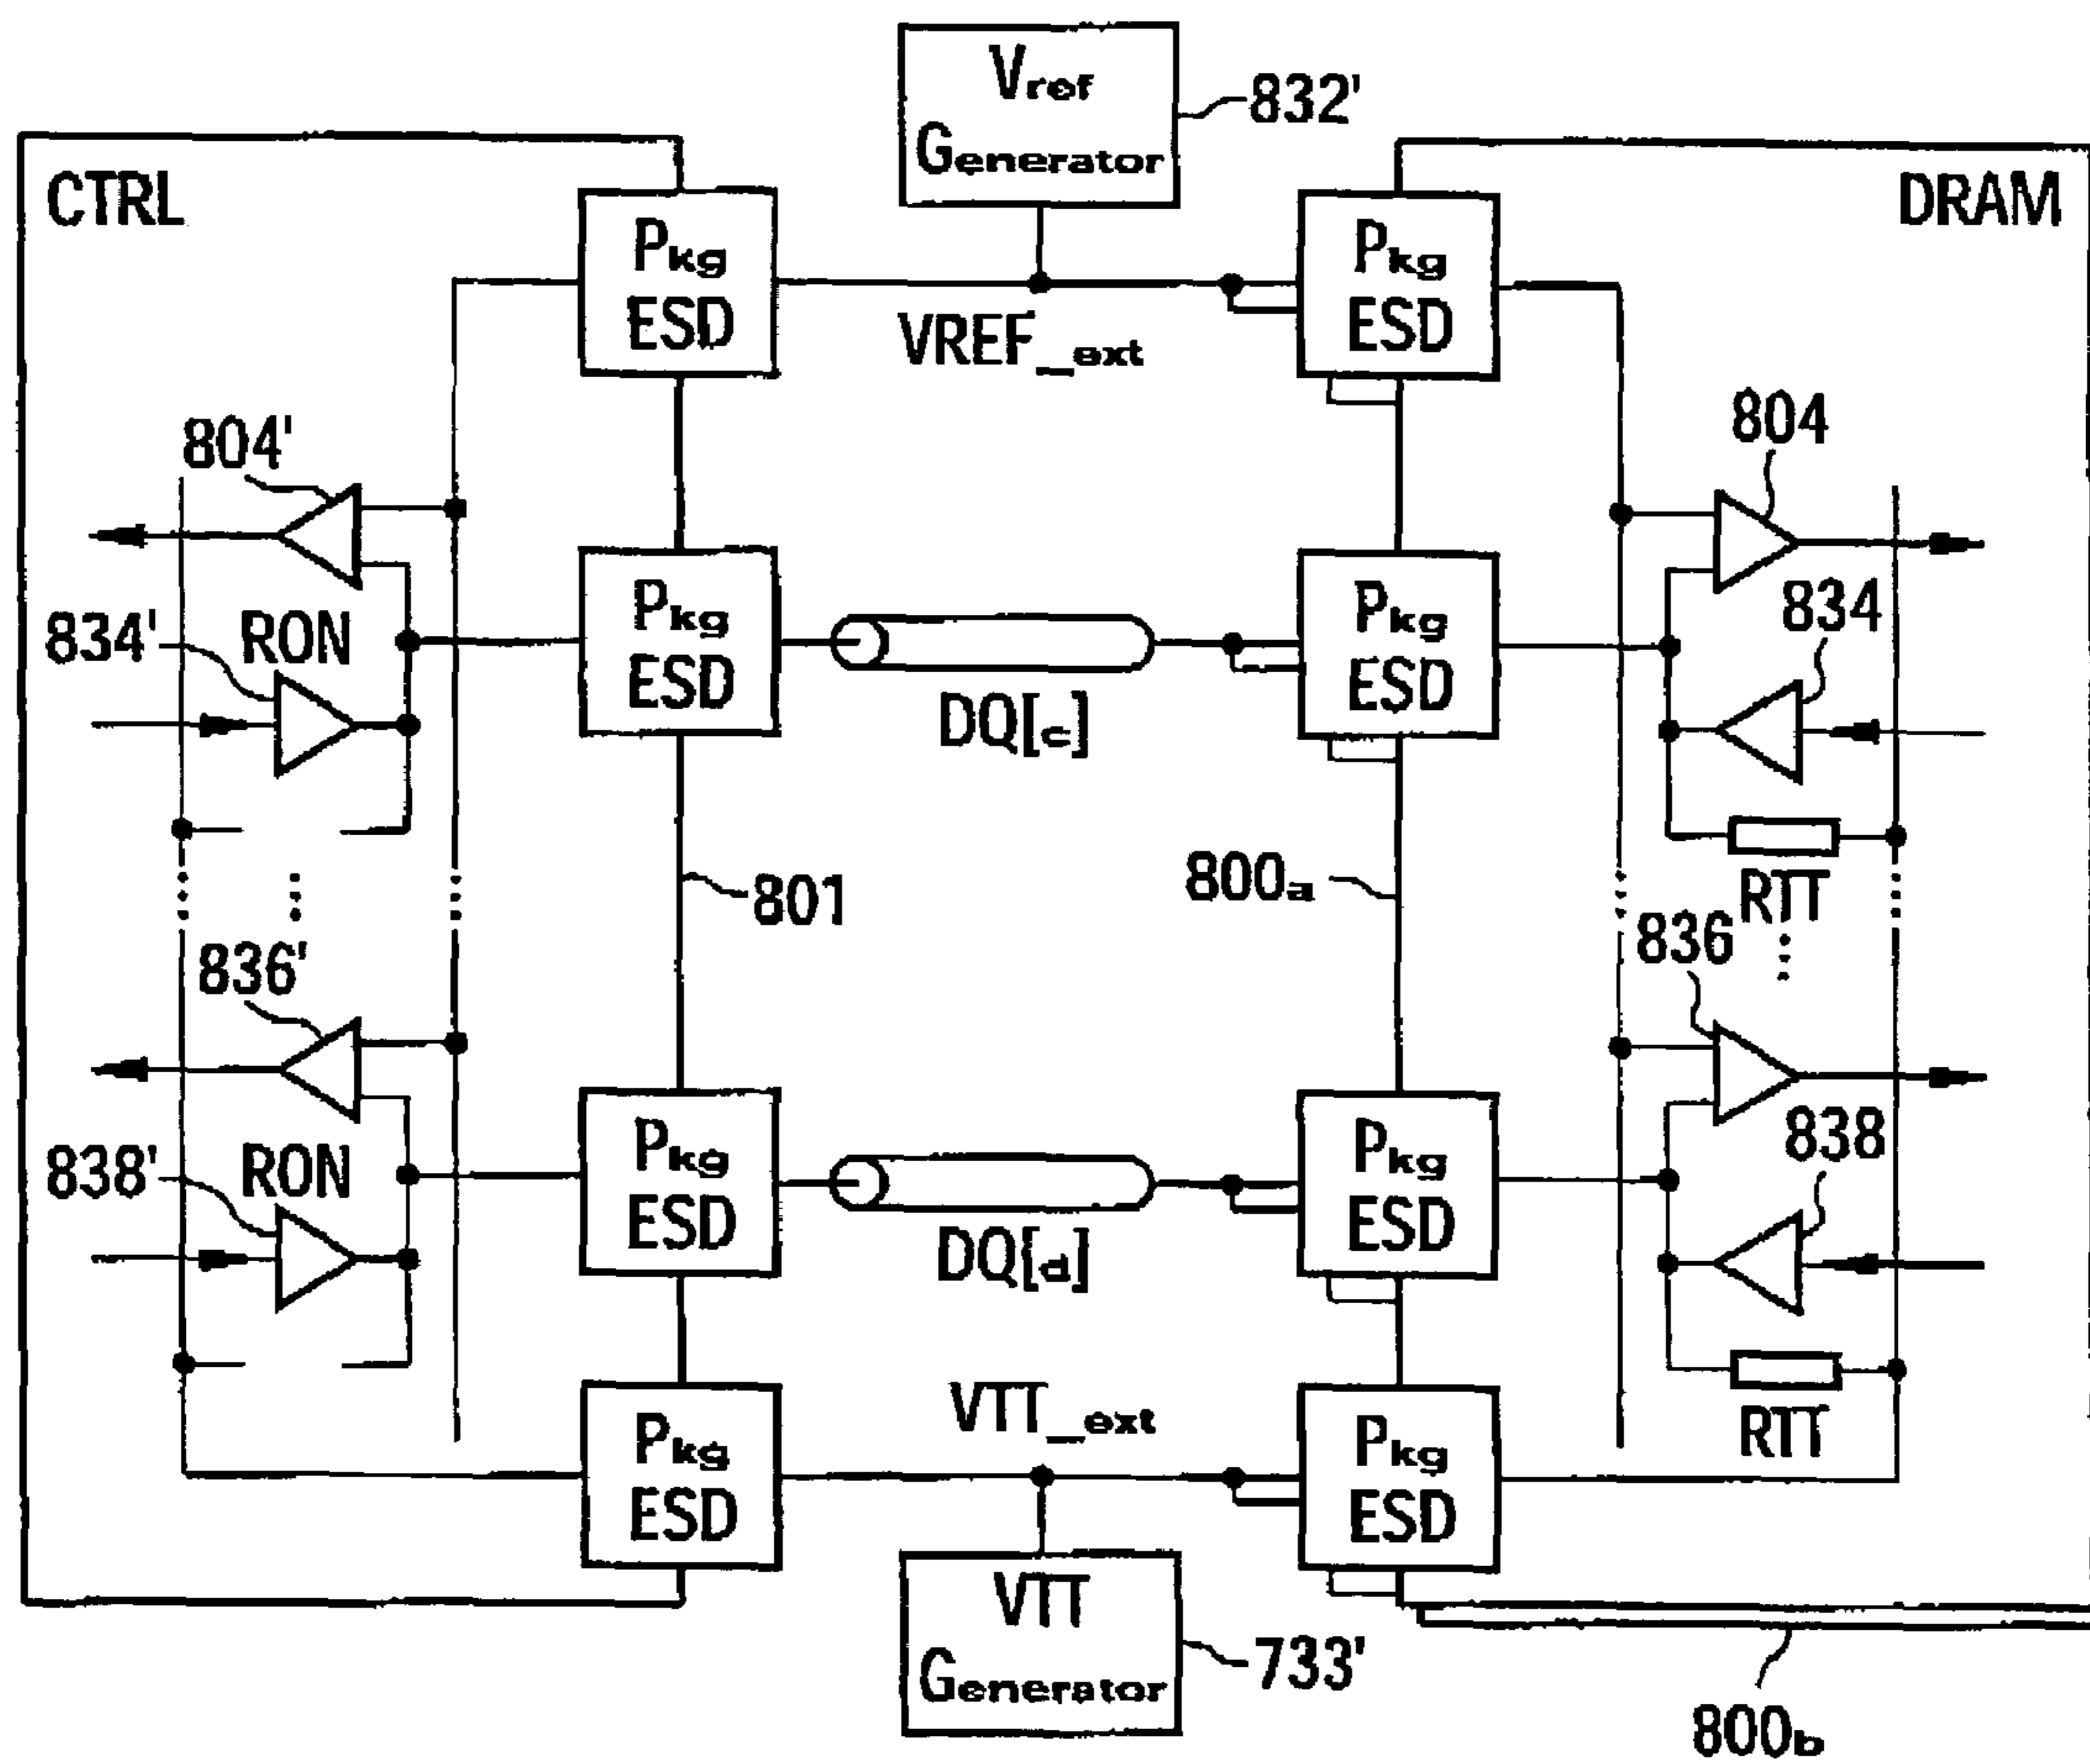 Vref
Generator
832'
CTRL
Pkg
ESD
VREF_ext
Pkg
ESD
DRAM
804'
804
834'
RON
Pkg
ESD
DQ[c]
Pkg
ESD
834
RTT
801
800a
836'
836
838'
RON
Pkg
ESD
DQ[d]
Pkg
ESD
838
RTT
Pkg
ESD
VTT_ext
Pkg
ESD
VTT
Generator
733'
800b